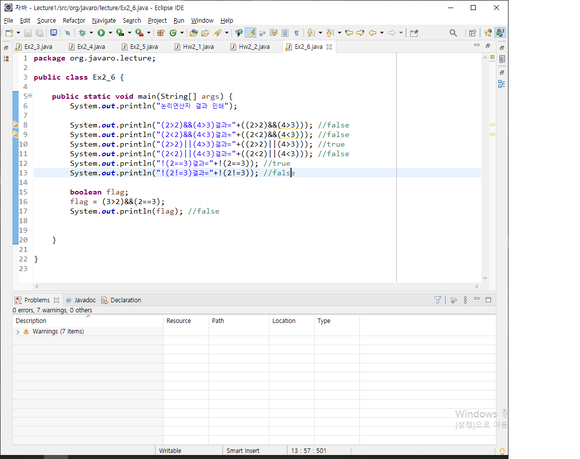 자바 - Lecture1/src/org/javaro/lecture/Ex2_6.java - Eclipse IDE
File Edit Source Refactor Navigate Search Project Run Window Help
Ex2_3.java Ex2_4.java Ex2_5.java Hw2_1.java Hw2_2.java Ex2_6.java
1 package org.javaro.lecture;
2
3 public class Ex2_6 {
4
5 public static void main(String[] args) {
6 System.out.println("논리연산자 결과 인쇄");
7
8 System.out.println("(2>2)&&(4>3)결과="+((2>2)&&(4>3))); //false
9 System.out.println("(2<2)&&(4<3)결과="+((2<2)&&(4<3))); //false
10 System.out.println("(2>2)||(4>3)결과="+((2>2)||(4>3))); //true
11 System.out.println("(2<2)||(4<3)결과="+((2<2)||(4<3))); //false
12 System.out.println("!(2==3)결과="+!(2==3)); //true
13 System.out.println("!(2!=3)결과="+!(2!=3)); //false
14
15 boolean flag;
16 flag = (3>2)&&(2==3);
17 System.out.println(flag); //false
18
19
20 }
21
22 }
23
Problems Javadoc Declaration
0 errors, 7 warnings, 0 others
Description Resource Path Location Type
Warnings (7 items)
Windows
[설정]으로 이동
Writable Smart Insert 13 : 57 : 501